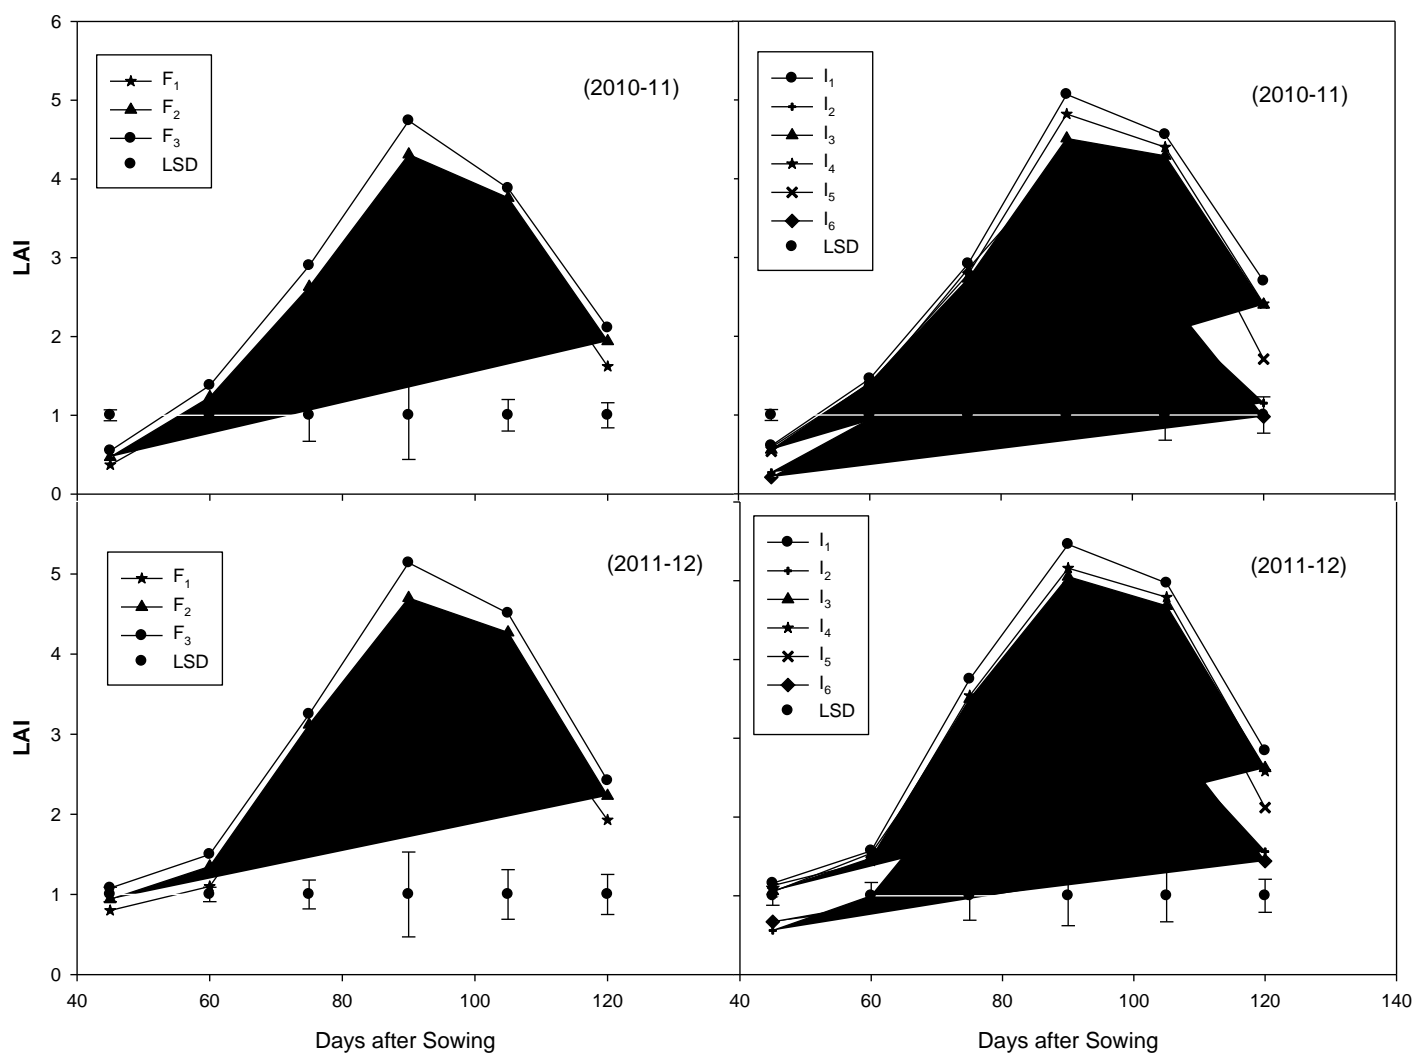 6
5
4
3
2
1
0
LAI
F1
F2
F3
LSD
(2010-11)
I1
I2
I3
I4
I5
I6
LSD
(2010-11)
5
4
3
2
1
0
LAI
F1
F2
F3
LSD
(2011-12)
I1
I2
I3
I4
I5
I6
LSD
(2011-12)
40 60 80 100 120
40 60 80 100 120 140
Days after Sowing
Days after Sowing